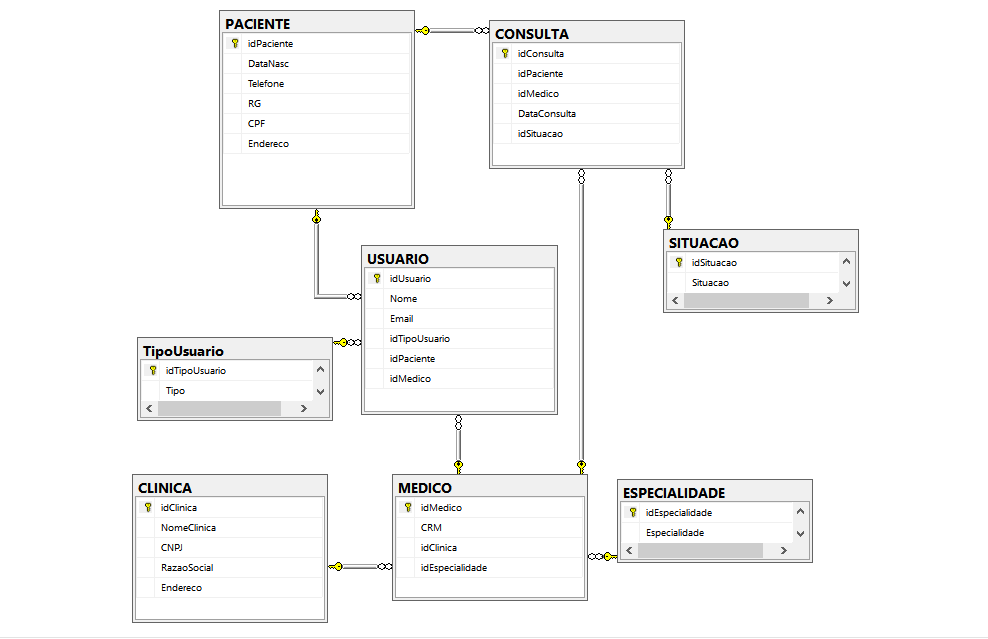 PACIENTE
idPaciente
DataNasc
Telefone
RG
CPF
Endereco
CONSULTA
idConsulta
idPaciente
idMedico
DataConsulta
idSituacao
SITUACAO
idSituacao
Situacao
USUARIO
idUsuario
Nome
Email
idTipoUsuario
idPaciente
idMedico
TipoUsuario
idTipoUsuario
Tipo
CLINICA
idClinica
NomeClinica
CNPJ
RazaoSocial
Endereco
MEDICO
idMedico
CRM
idClinica
idEspecialidade
ESPECIALIDADE
idEspecialidade
Especialidade